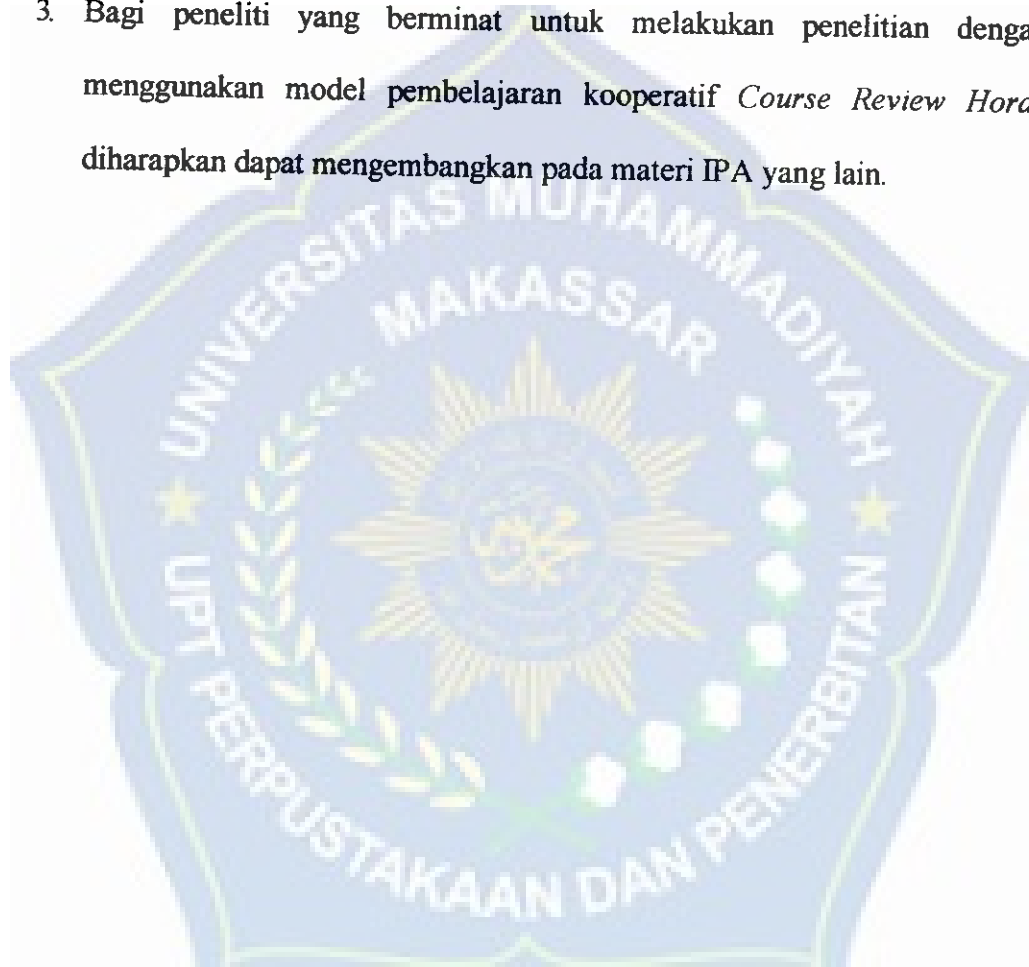 3. Bagi peneliti yang berminat untuk melakukan penelitian denga
menggunakan model pembelajaran kooperatif Course Review Hora
diharapkan dapat mengembangkan pada materi IPA yang lain.
UNIVERSITAS MUHAMMADIYAH
MAKASSAR
UPT PERPUSTAKAAN DAN PENERBITAN